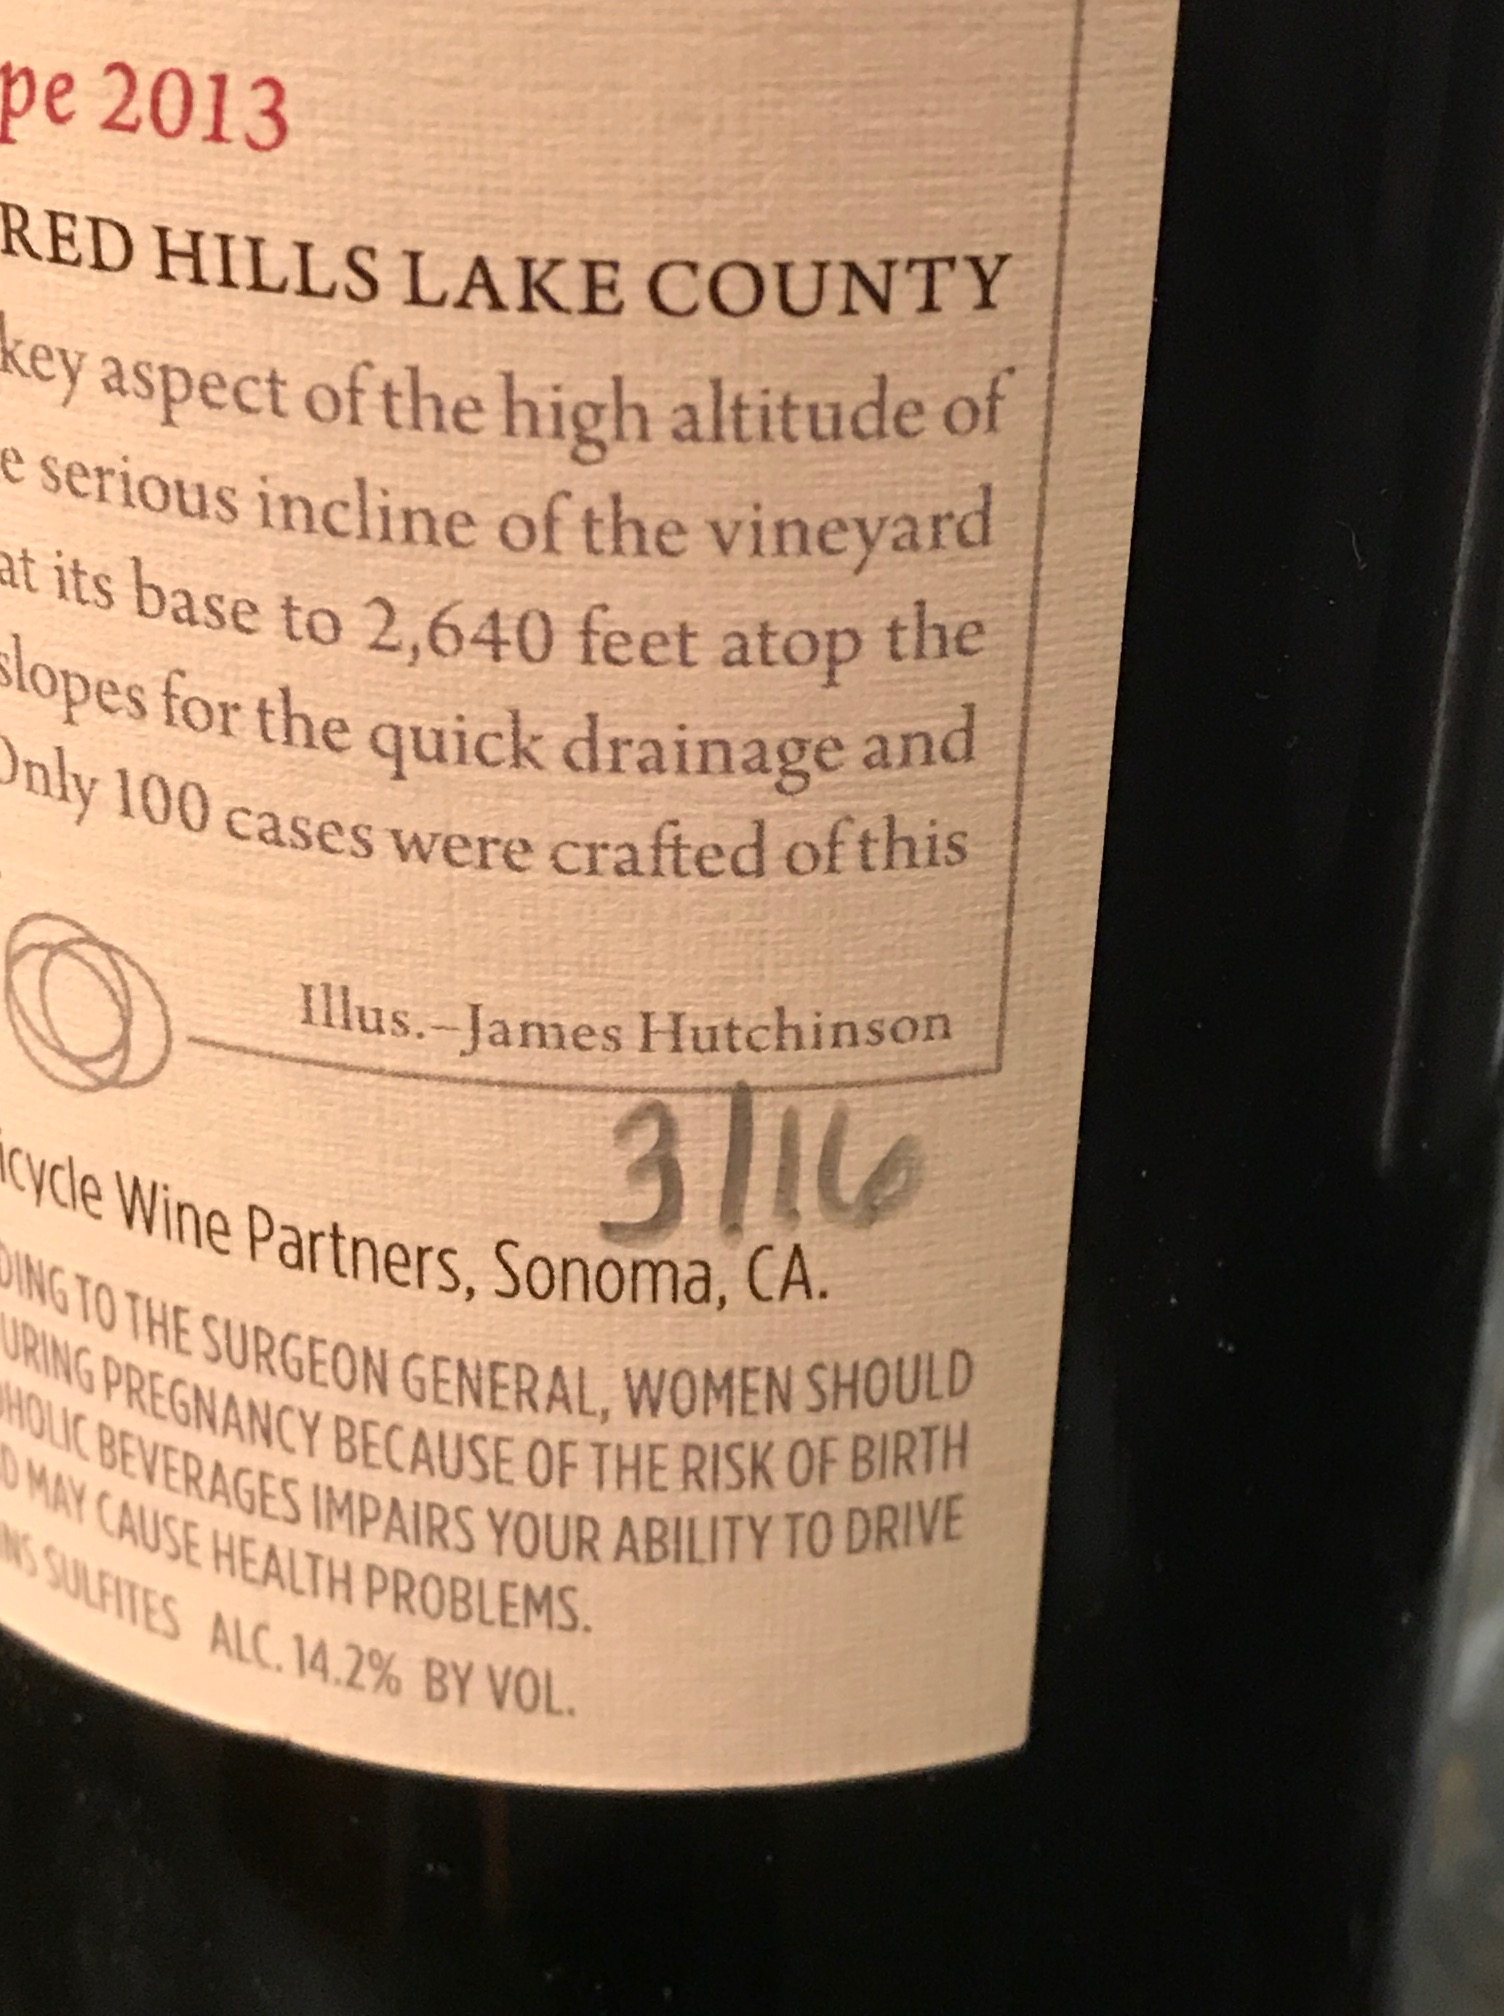 pe 2013
RED HILLS LAKE COUNTY
key aspect of the high altitude of
e serious incline of the vineyard
at its base to 2,640 feet atop the
slopes for the quick drainage and
Only 100 cases were crafted of this
Illus.–James Hutchinson
3/16
icycle Wine Partners, Sonoma, CA.
DING TO THE SURGEON GENERAL, WOMEN SHOULD
URING PREGNANCY BECAUSE OF THE RISK OF BIRTH
OHOLIC BEVERAGES IMPAIRS YOUR ABILITY TO DRIVE
D MAY CAUSE HEALTH PROBLEMS.
INS SULFITES ALC. 14.2% BY VOL.